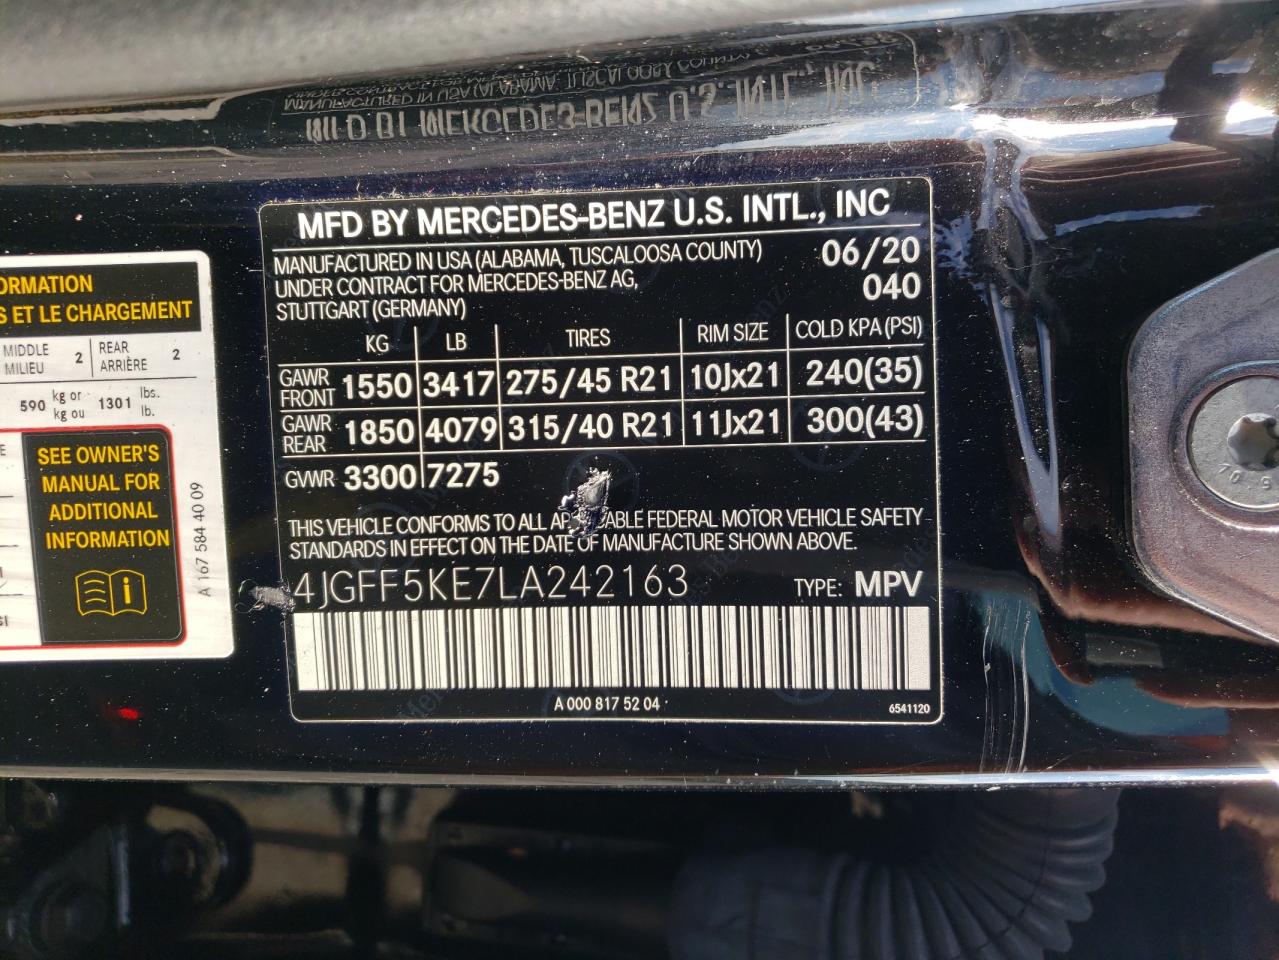 MFD BY MERCEDES-BENZ U.S. INTL., INC
MANUFACTURED IN USA (ALABAMA, TUSCALOOSA COUNTY) 06/20
UNDER CONTRACT FOR MERCEDES-BENZ AG, 040
STUTTGART (GERMANY)
KG LB TIRES RIM SIZE COLD KPA (PSI)
GAWR FRONT 1550 3417 275/45 R21 10Jx21 240(35)
GAWR REAR 1850 4079 315/40 R21 11Jx21 300(43)
GVWR 3300 7275
THIS VEHICLE CONFORMS TO ALL FEDERAL MOTOR VEHICLE SAFETY
STANDARDS IN EFFECT ON THE DATE OF MANUFACTURE SHOWN ABOVE.
4JGFF5KE7LA242163 TYPE: MPV
A 000 817 52 04 6541120
ORMATION
S ET LE CHARGEMENT
MIDDLE MILIEU 2 REAR ARRIÈRE 2
590 kg or kg ou 1301 lbs. lb.
SEE OWNER'S
MANUAL FOR
ADDITIONAL
INFORMATION
A 167 584 40 09